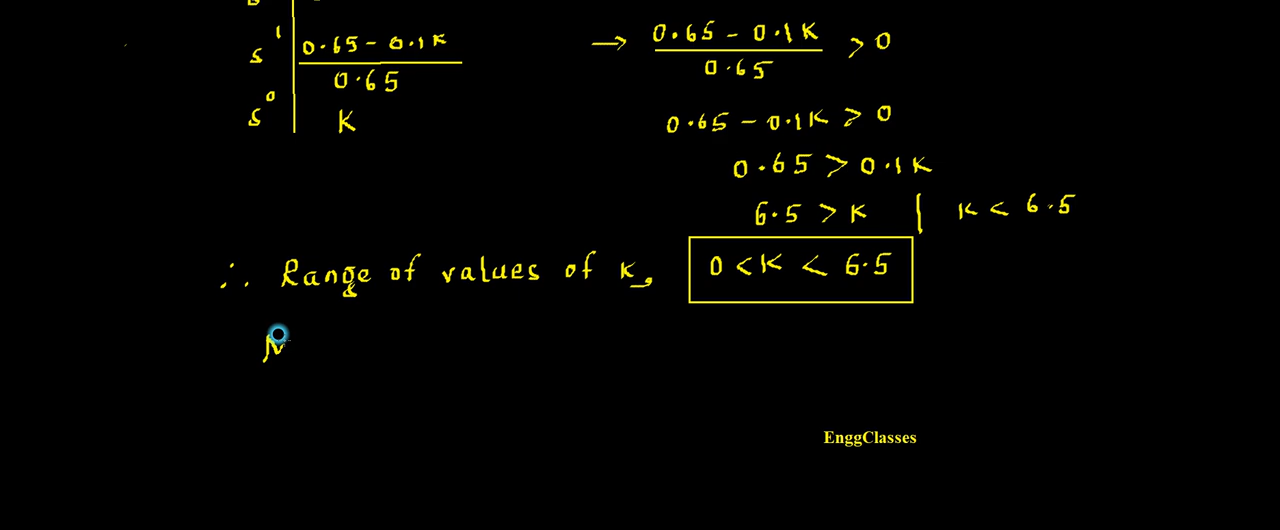 s¹ | (0.65 - 0.1K) / 0.65 → (0.65 - 0.1K) / 0.65 > 0
s⁰ | K
0.65 - 0.1K > 0
0.65 > 0.1K
6.5 > K | K < 6.5
∴ Range of values of K, 0 < K < 6.5
EnggClasses